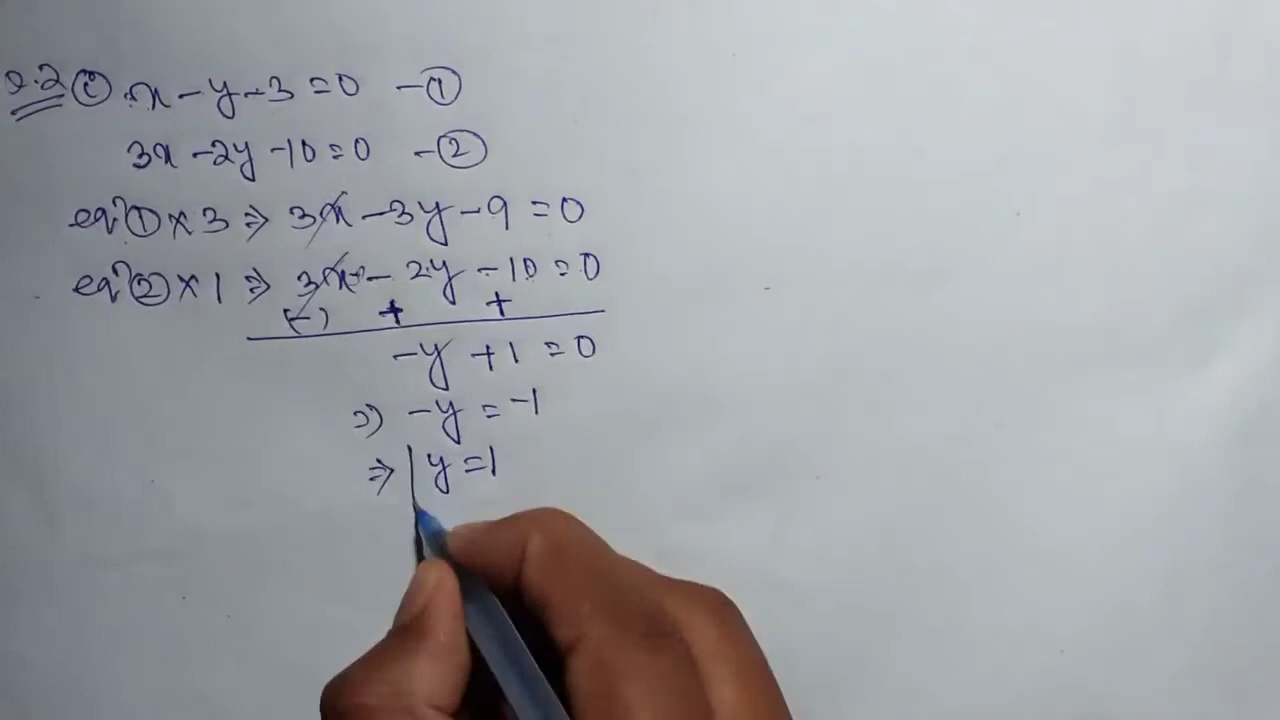 Q.2 (i) x - y - 3 = 0 - ①
3x - 2y - 10 = 0 - ②
eqⁿ ① × 3 ⇒ 3x - 3y - 9 = 0
eqⁿ ② × 1 ⇒ 3x - 2y - 10 = 0
(-) + +
-y + 1 = 0
⇒ -y = -1
⇒ y = 1